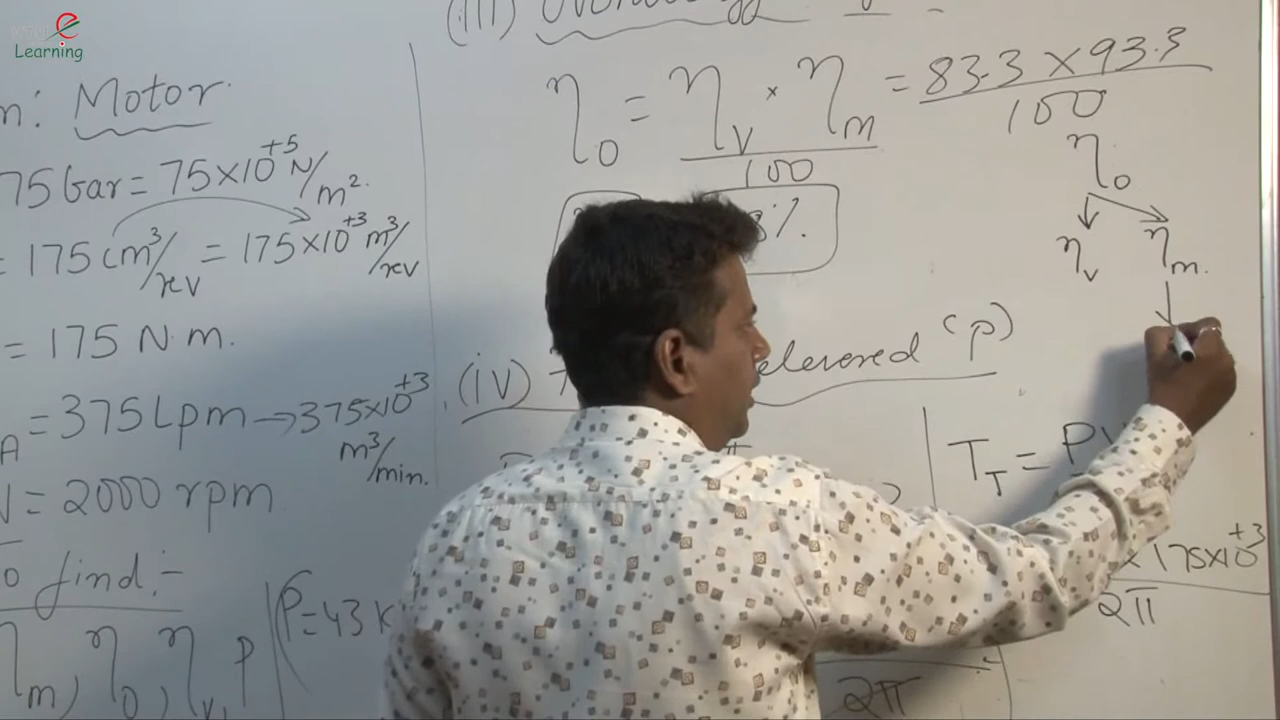 e
Learning
n: Motor
75 bar = 75×10⁺⁵ N/m².
= 175 cm³/rev = 175×10⁺³ m³/rev
= 175 N.m.
A = 375 Lpm → 375×10⁺³ m³/min.
N = 2000 rpm
o find:-
ηm, ηo, ηv, P
P=43 K
(iii)
ηo = ηv × ηm / 100 = 83.3 × 93.3 / 100
%.
ηo
ηv ηm.
(iv) (P)
T_T = P
× 175×10⁺³
2π
2π